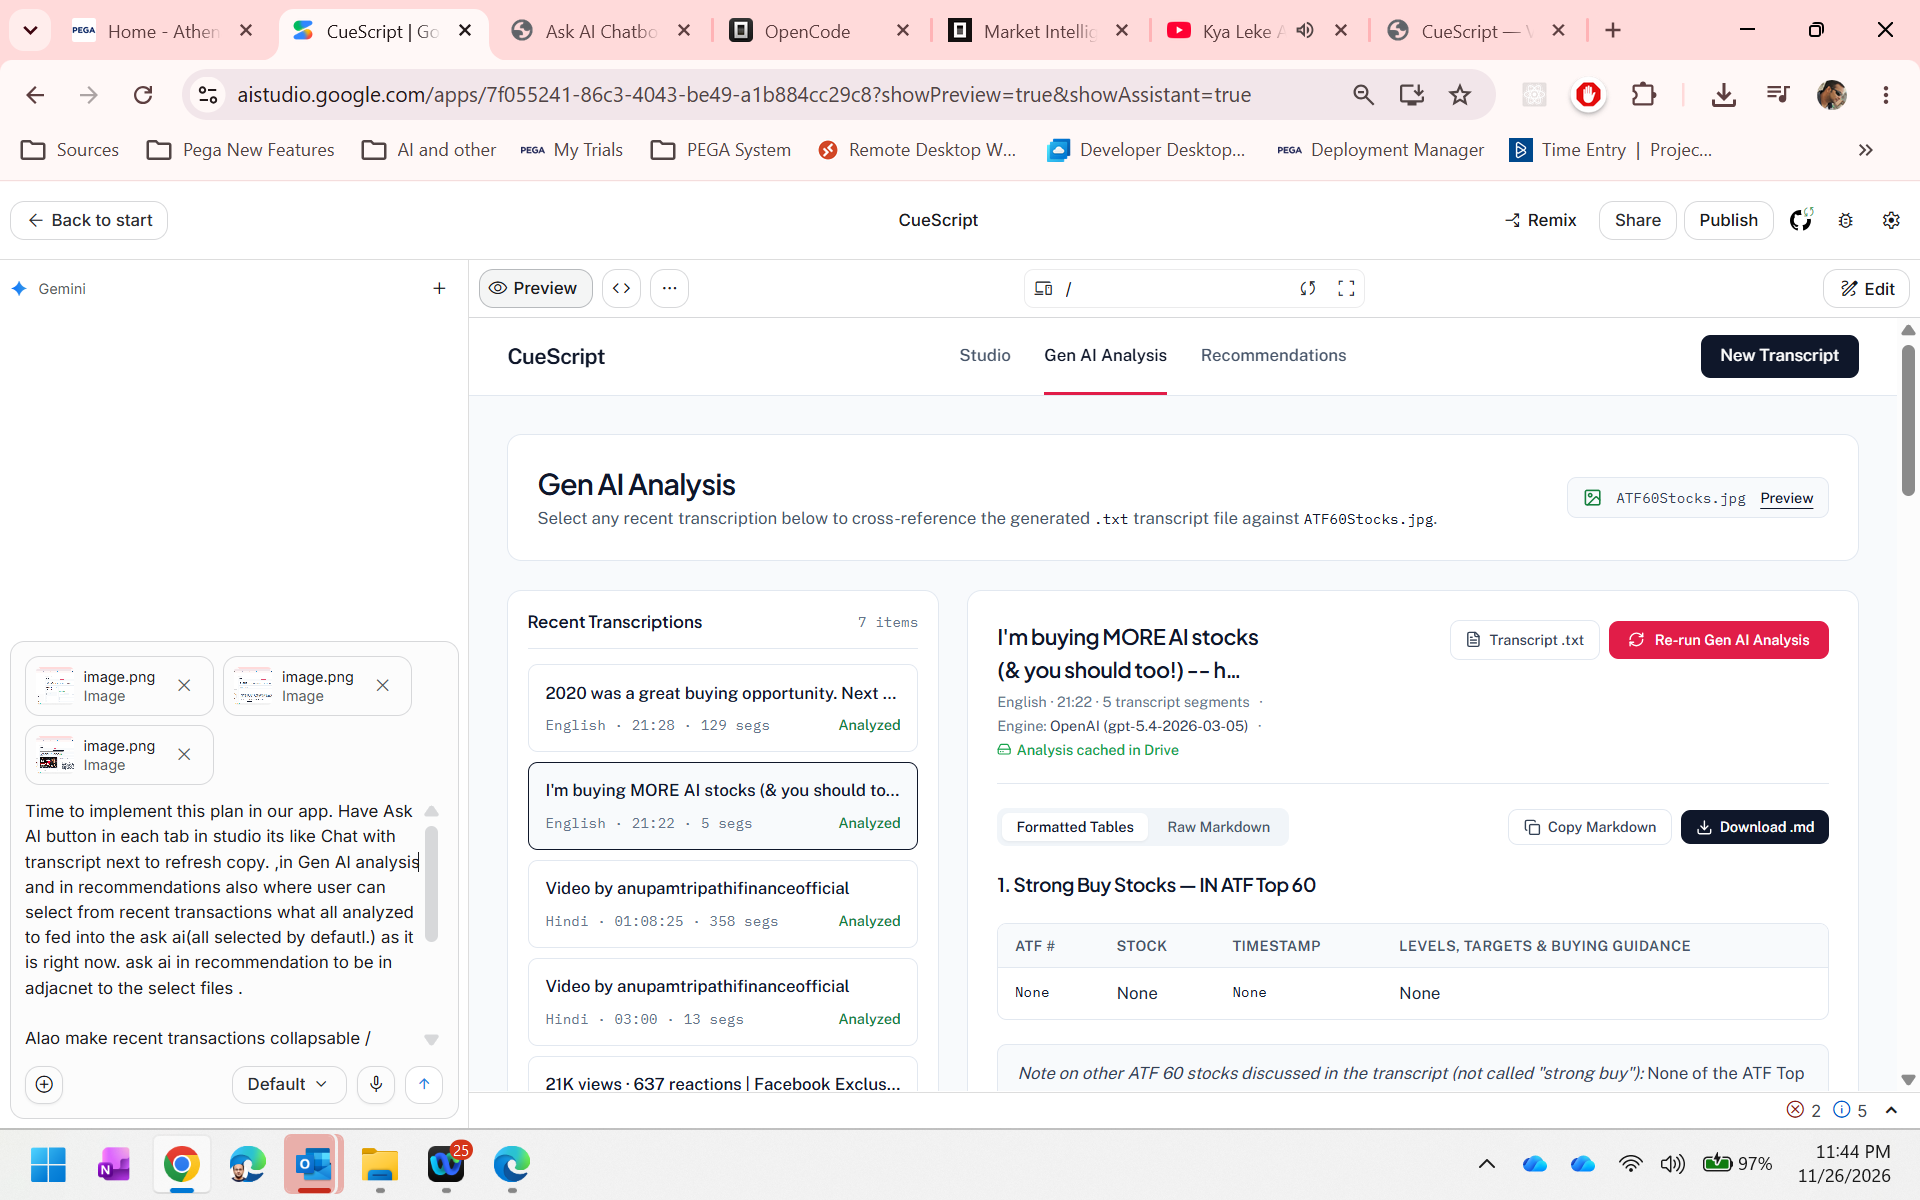 PEGA Home - Athen
CueScript | Go
Ask AI Chatbo
OpenCode
Market Intellig
Kya Leke A
CueScript —
aistudio.google.com/apps/7f055241-86c3-4043-be49-a1b884cc29c8?showPreview=true&showAssistant=true
Sources
Pega New Features
AI and other
PEGA My Trials
PEGA System
Remote Desktop W...
Developer Desktop...
PEGA Deployment Manager
Time Entry | Projec...
Back to start
CueScript
Remix
Share
Publish
Gemini
Preview
/
Edit
CueScript
Studio
Gen AI Analysis
Recommendations
New Transcript
Gen AI Analysis
Select any recent transcription below to cross-reference the generated .txt transcript file against ATF60Stocks.jpg.
ATF60Stocks.jpg Preview
Recent Transcriptions
7 items
2020 was a great buying opportunity. Next ...
English · 21:28 · 129 segs
Analyzed
I'm buying MORE AI stocks (& you should to...
English · 21:22 · 5 segs
Analyzed
Video by anupamtripathifinanceofficial
Hindi · 01:08:25 · 358 segs
Analyzed
Video by anupamtripathifinanceofficial
Hindi · 03:00 · 13 segs
Analyzed
21K views · 637 reactions | Facebook Exclus...
I'm buying MORE AI stocks
(& you should too!) -- h...
English · 21:22 · 5 transcript segments ·
Engine: OpenAI (gpt-5.4-2026-03-05) ·
Analysis cached in Drive
Transcript .txt
Re-run Gen AI Analysis
Formatted Tables
Raw Markdown
Copy Markdown
Download .md
1. Strong Buy Stocks — IN ATF Top 60
ATF #
STOCK
TIMESTAMP
LEVELS, TARGETS & BUYING GUIDANCE
None
None
None
None
Note on other ATF 60 stocks discussed in the transcript (not called "strong buy"): None of the ATF Top
image.png
Image
image.png
Image
image.png
Image
Time to implement this plan in our app. Have Ask
AI button in each tab in studio its like Chat with
transcript next to refresh copy. ,in Gen AI analysis
and in recommendations also where user can
select from recent transactions what all analyzed
to fed into the ask ai(all selected by defautl.) as it
is right now. ask ai in recommendation to be in
adjacnet to the select files .
Alao make recent transactions collapsable /
Default
2
5
25
97%
11:44 PM
11/26/2026